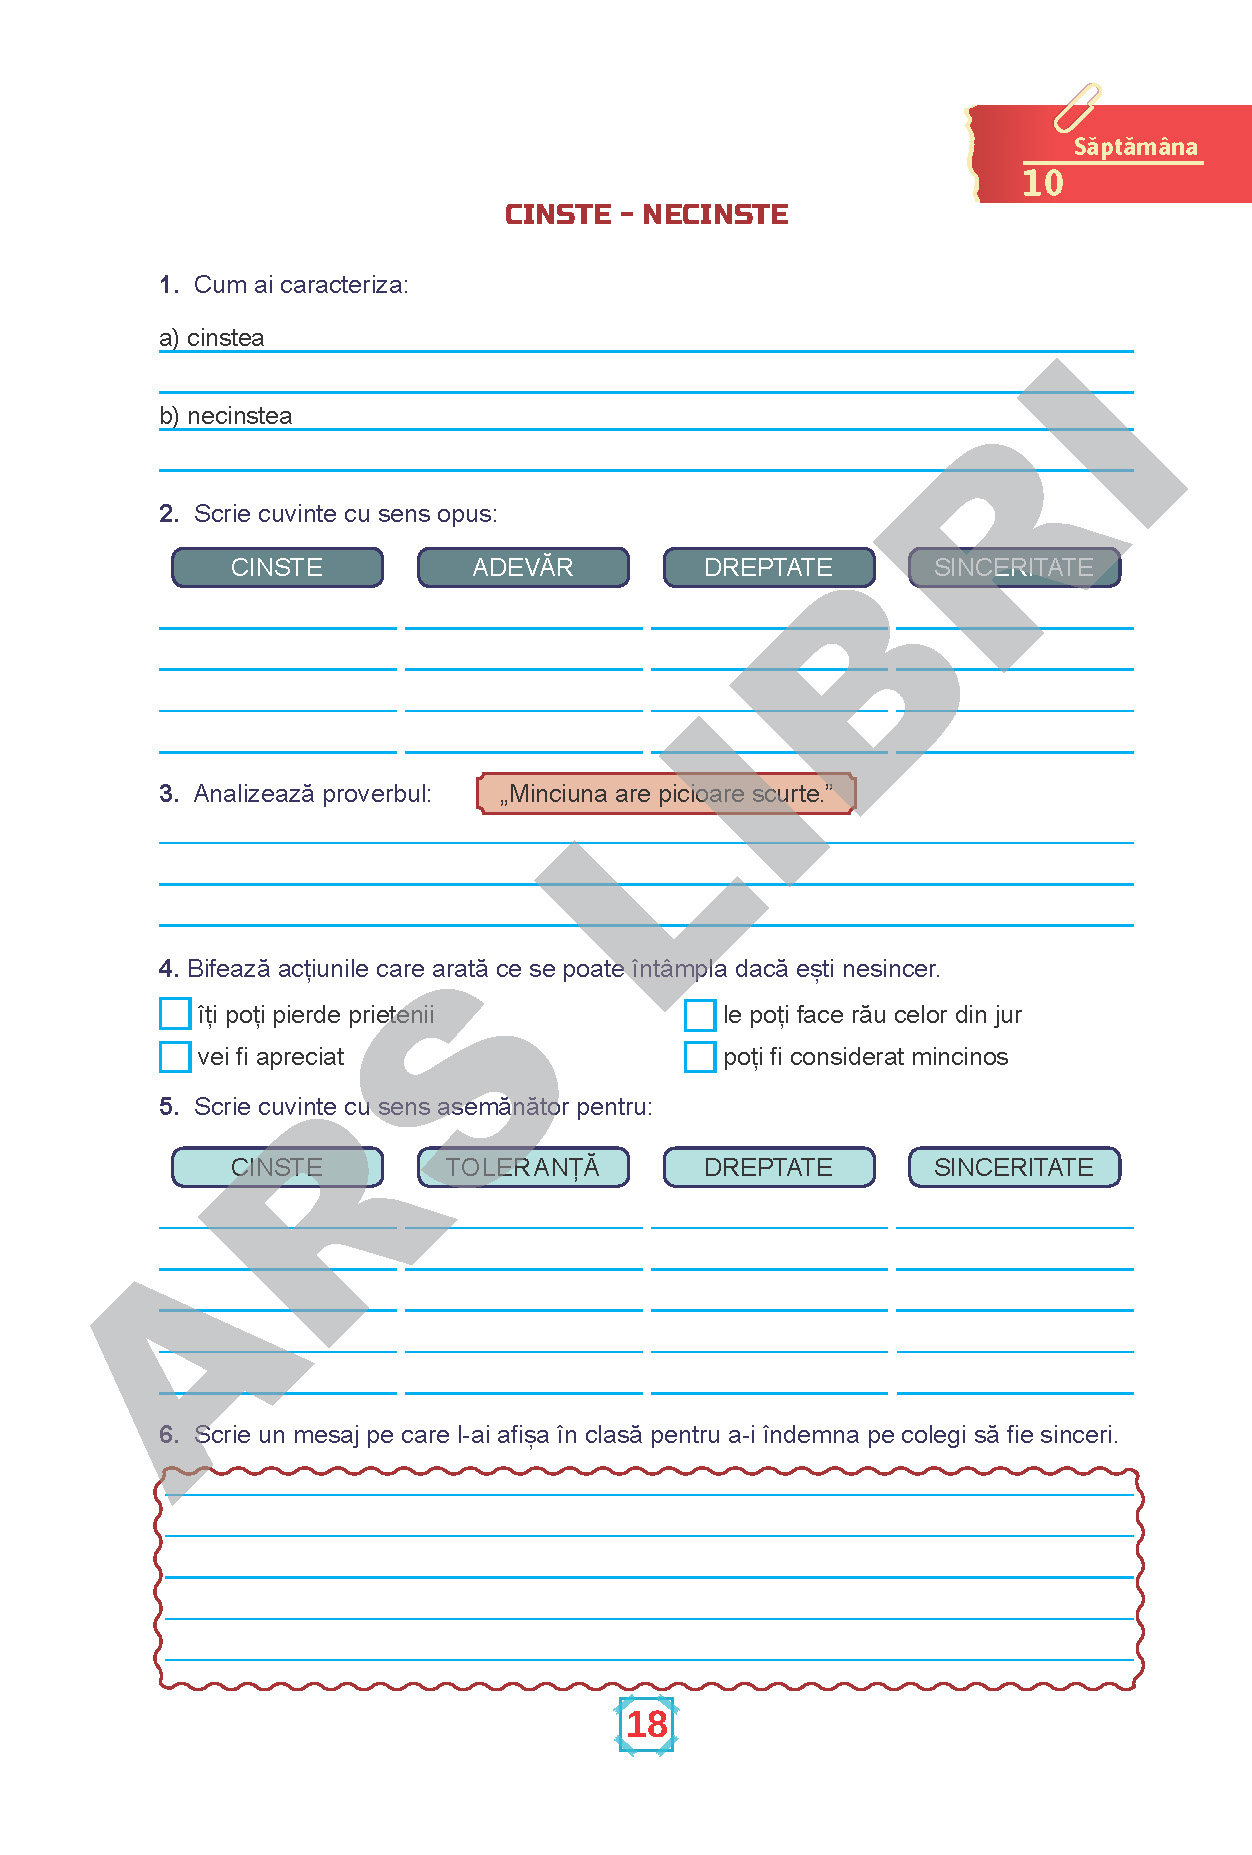 Săptămâna
10
CINSTE – NECINSTE
1. Cum ai caracteriza:
a) cinstea
b) necinstea
2. Scrie cuvinte cu sens opus:
CINSTE ADEVĂR DREPTATE SINCERITATE
3. Analizează proverbul: „Minciuna are picioare scurte.”
4. Bifează acțiunile care arată ce se poate întâmpla dacă ești nesincer.
îți poți pierde prietenii le poți face rău celor din jur
vei fi apreciat poți fi considerat mincinos
5. Scrie cuvinte cu sens asemănător pentru:
CINSTE TOLERANȚĂ DREPTATE SINCERITATE
6. Scrie un mesaj pe care l-ai afișa în clasă pentru a-i îndemna pe colegi să fie sinceri.
18
ARS LIBRI